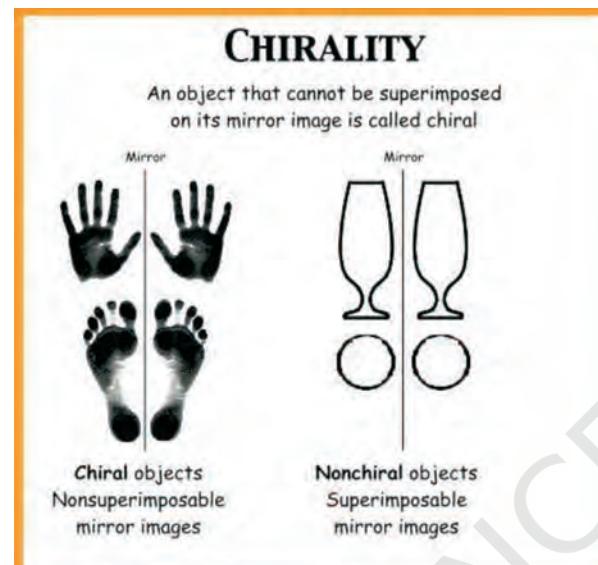 CHIRALITY
An object that cannot be superimposed
on its mirror image is called chiral
Mirror
Mirror
Chiral objects
Nonsuperimposable
mirror images
Nonchiral objects
Superimposable
mirror images